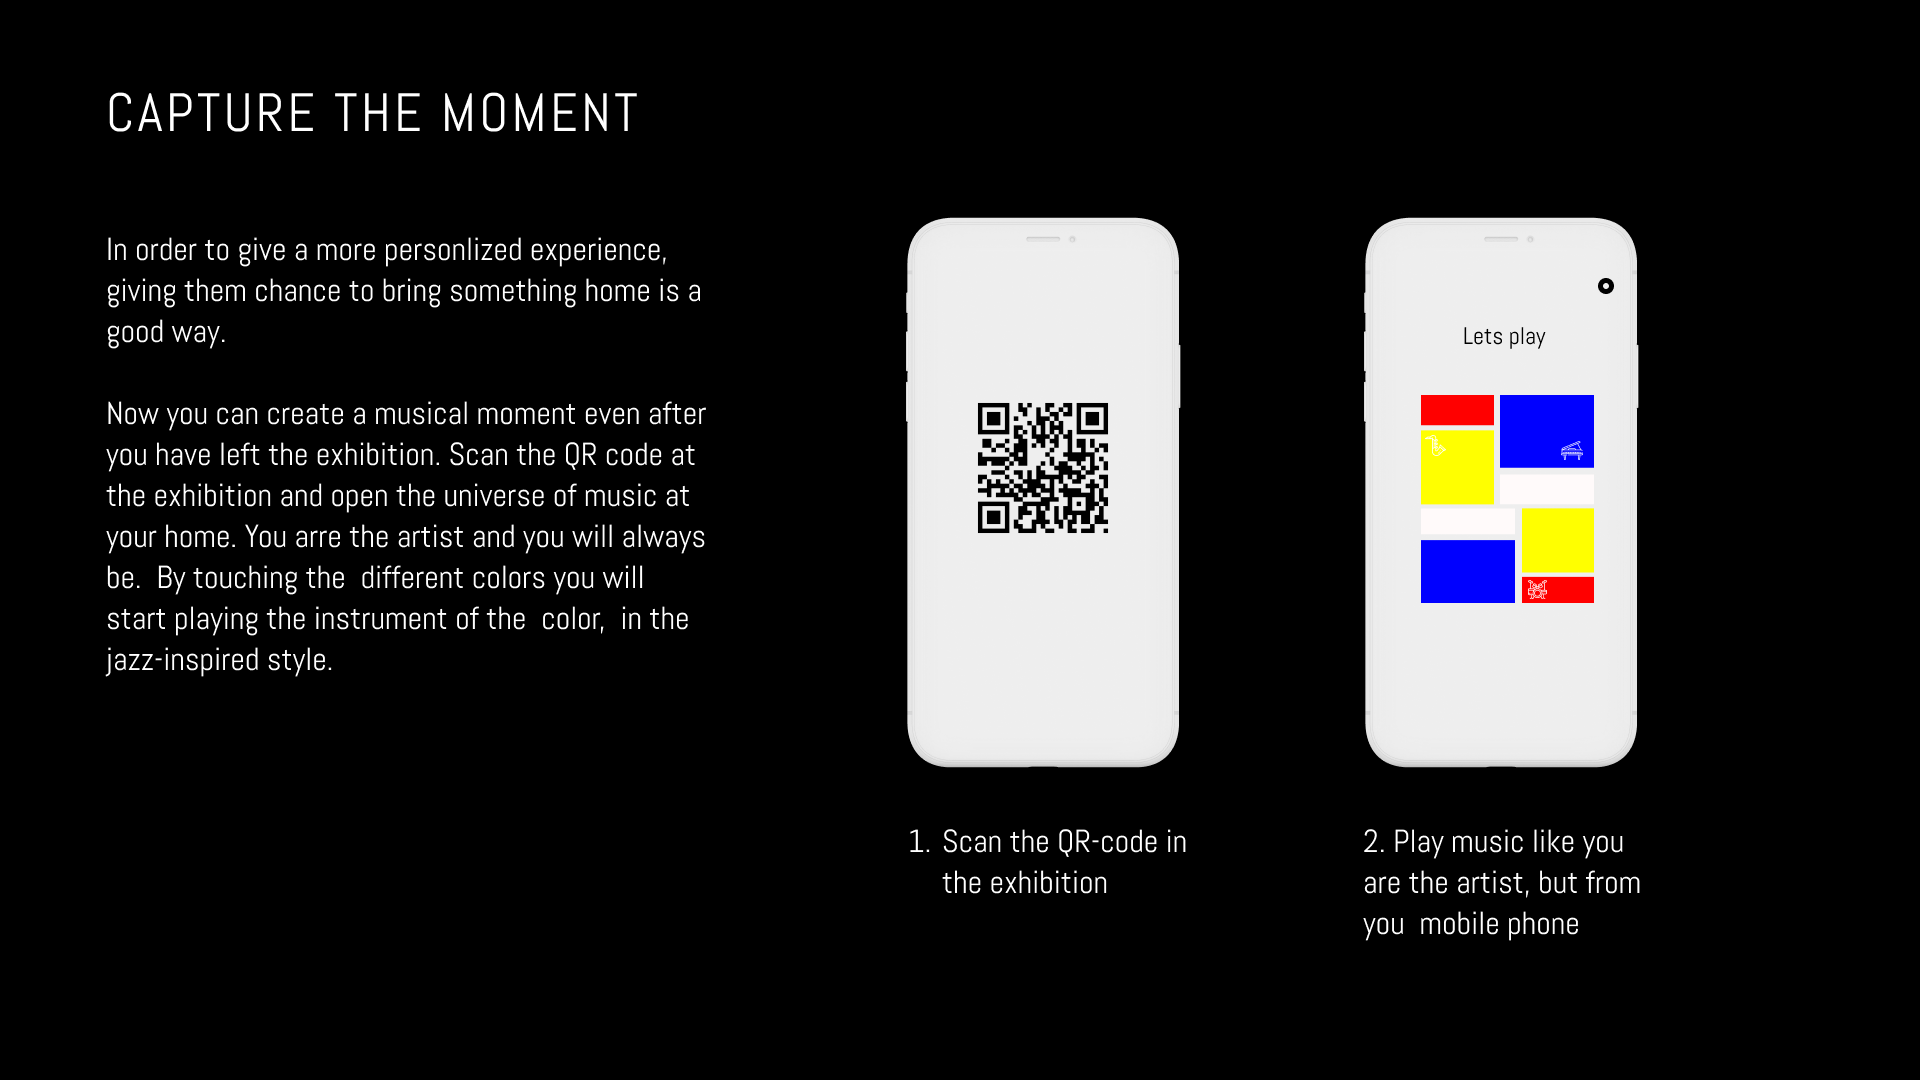 CAPTURE THE MOMENT
In order to give a more personlized experience,
giving them chance to bring something home is a
good way.
Now you can create a musical moment even after
you have left the exhibition. Scan the QR code at
the exhibition and open the universe of music at
your home. You arre the artist and you will always
be.  By touching the  different colors you will
start playing the instrument of the  color,  in the
jazz-inspired style.
Lets play
1. Scan the QR-code in
the exhibition
2. Play music like you
are the artist, but from
you  mobile phone